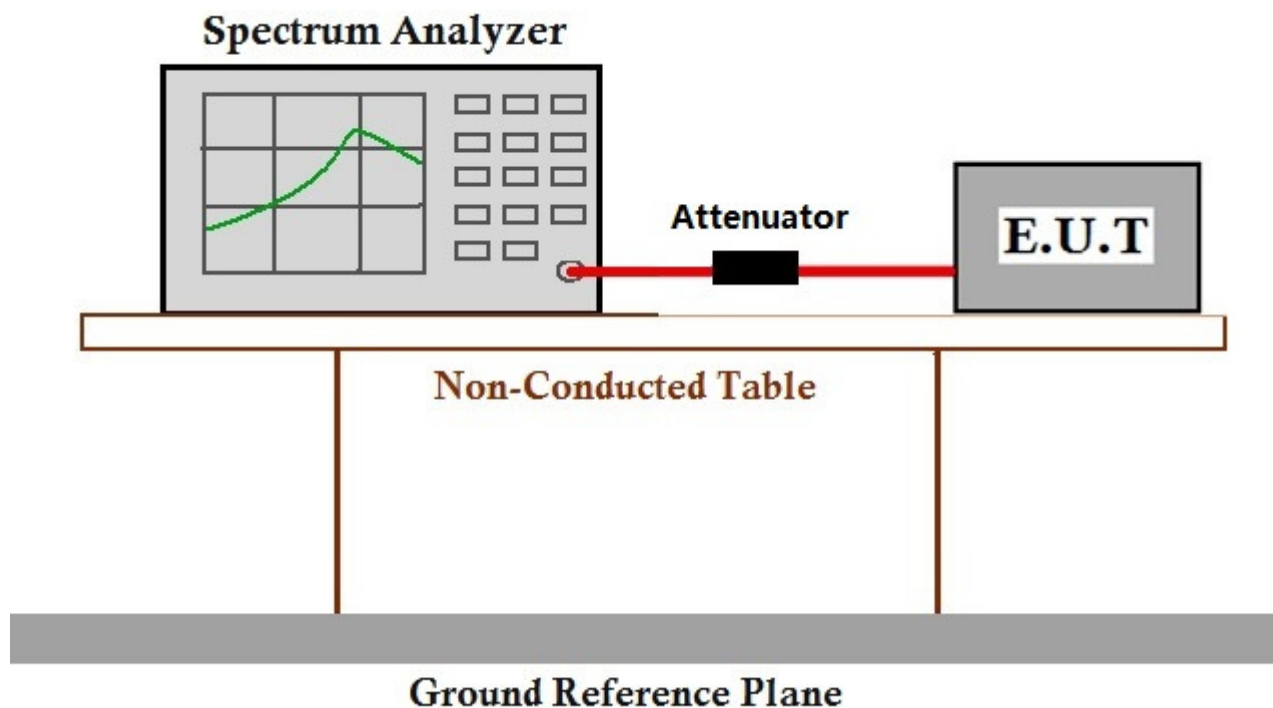 Spectrum Analyzer
Attenuator
E.U.T
Non-Conducted Table
Ground Reference Plane